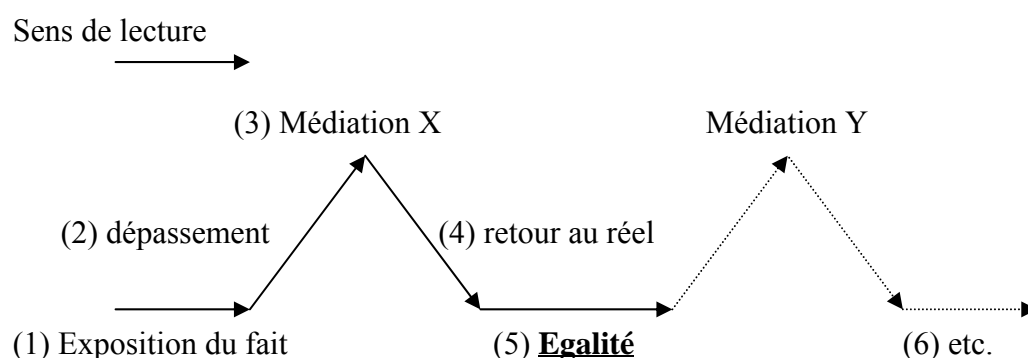 Sens de lecture
(3) Médiation X Médiation Y
(2) dépassement (4) retour au réel
(1) Exposition du fait (5) Egalité (6) etc.